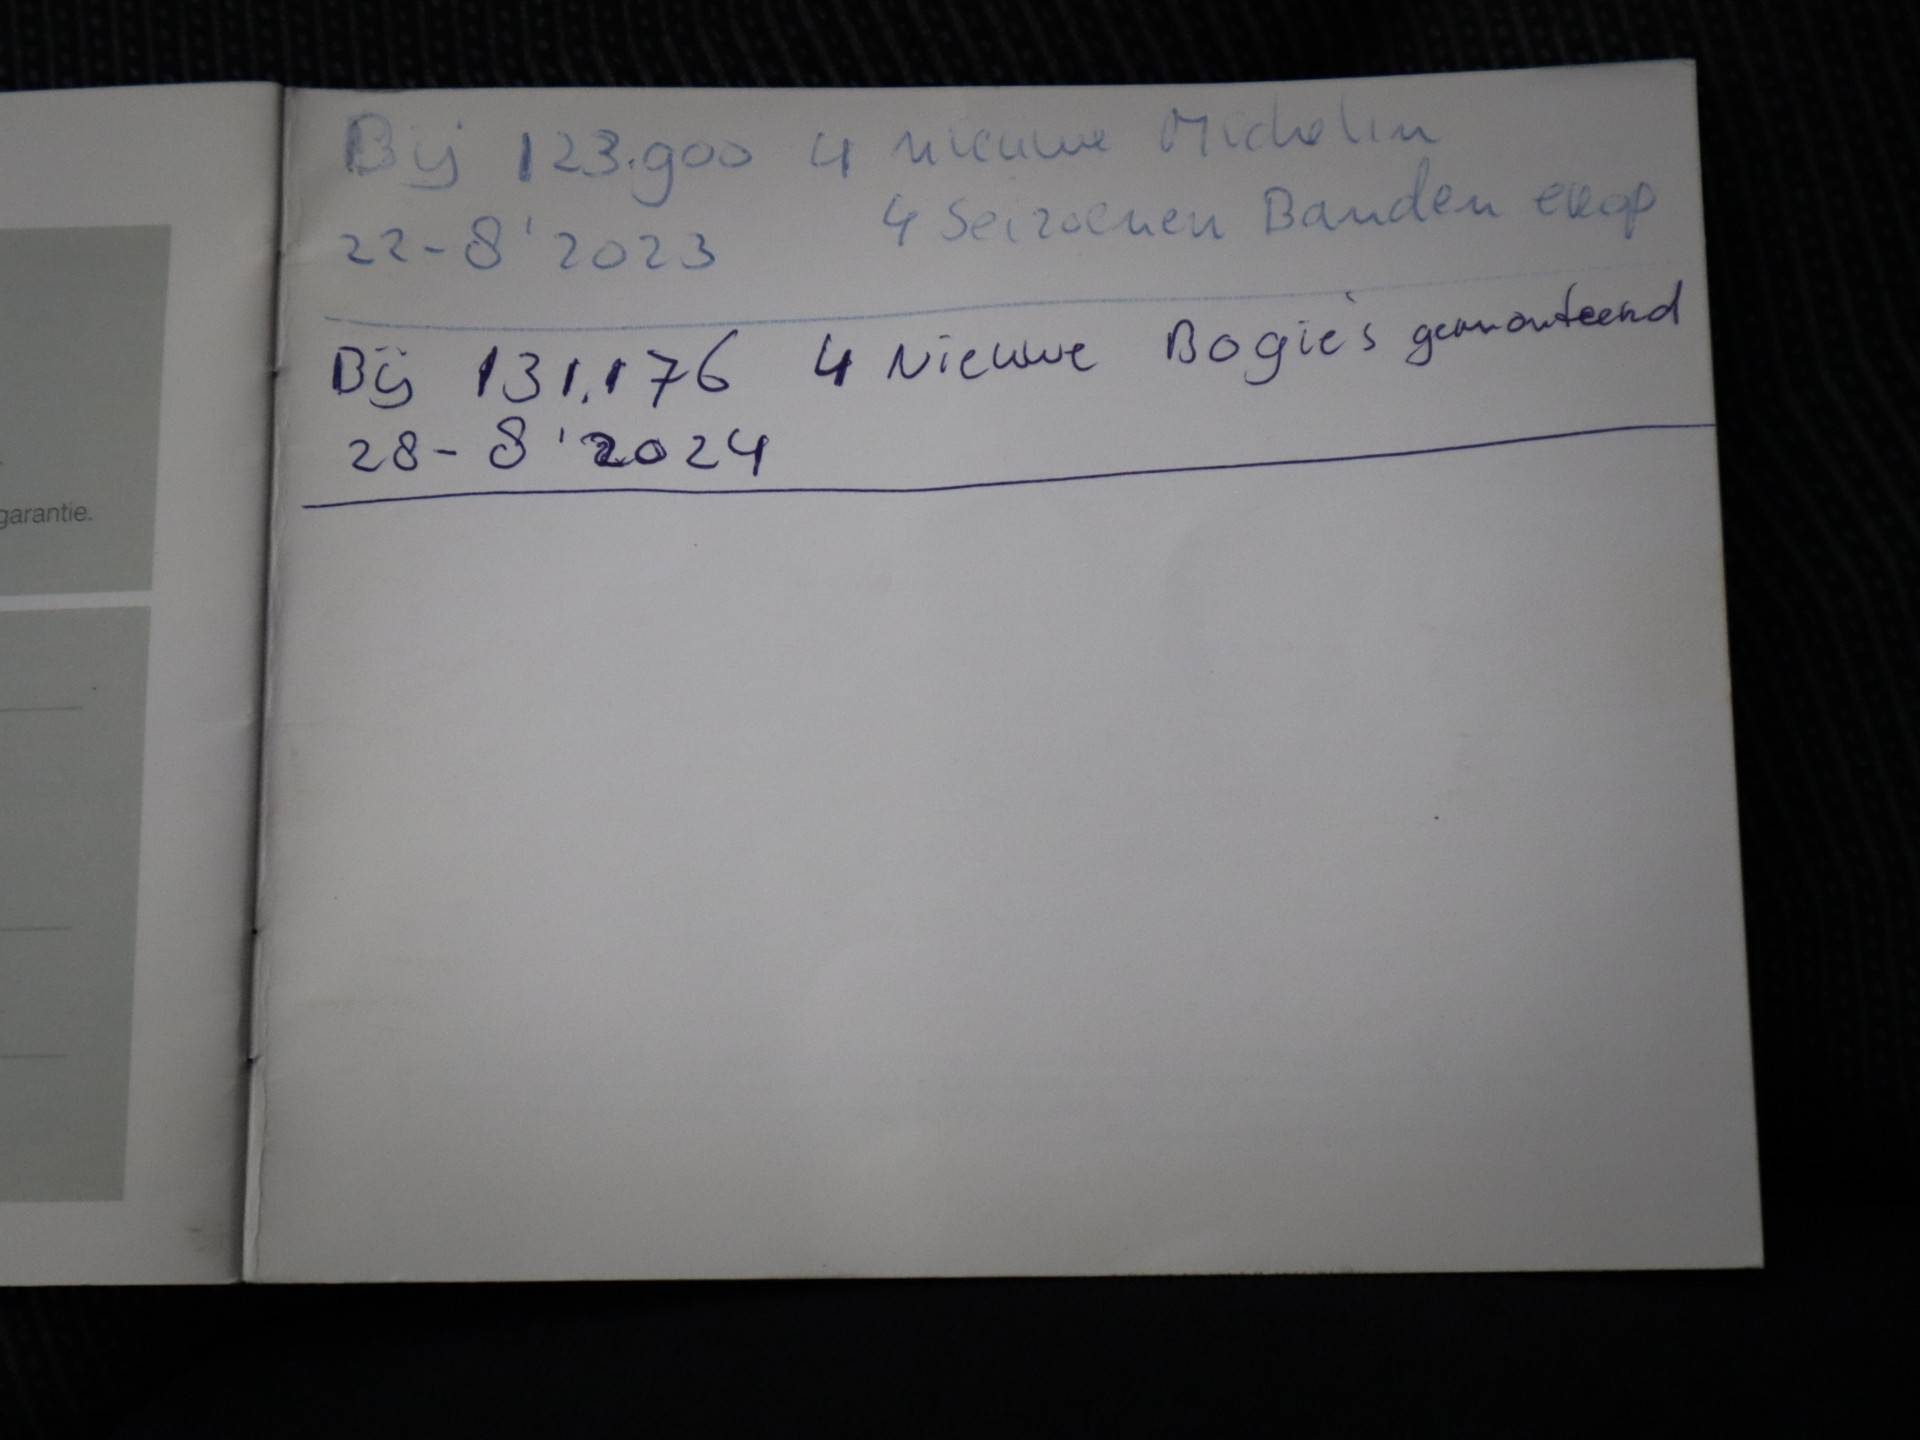 garantie.
Bij 123.900 4 nieuwe Michelin
22-8'2023 4 Seizoenen Banden erop
Bij 131.176 4 Nieuwe Bogie's gemonteerd
28-8'2024